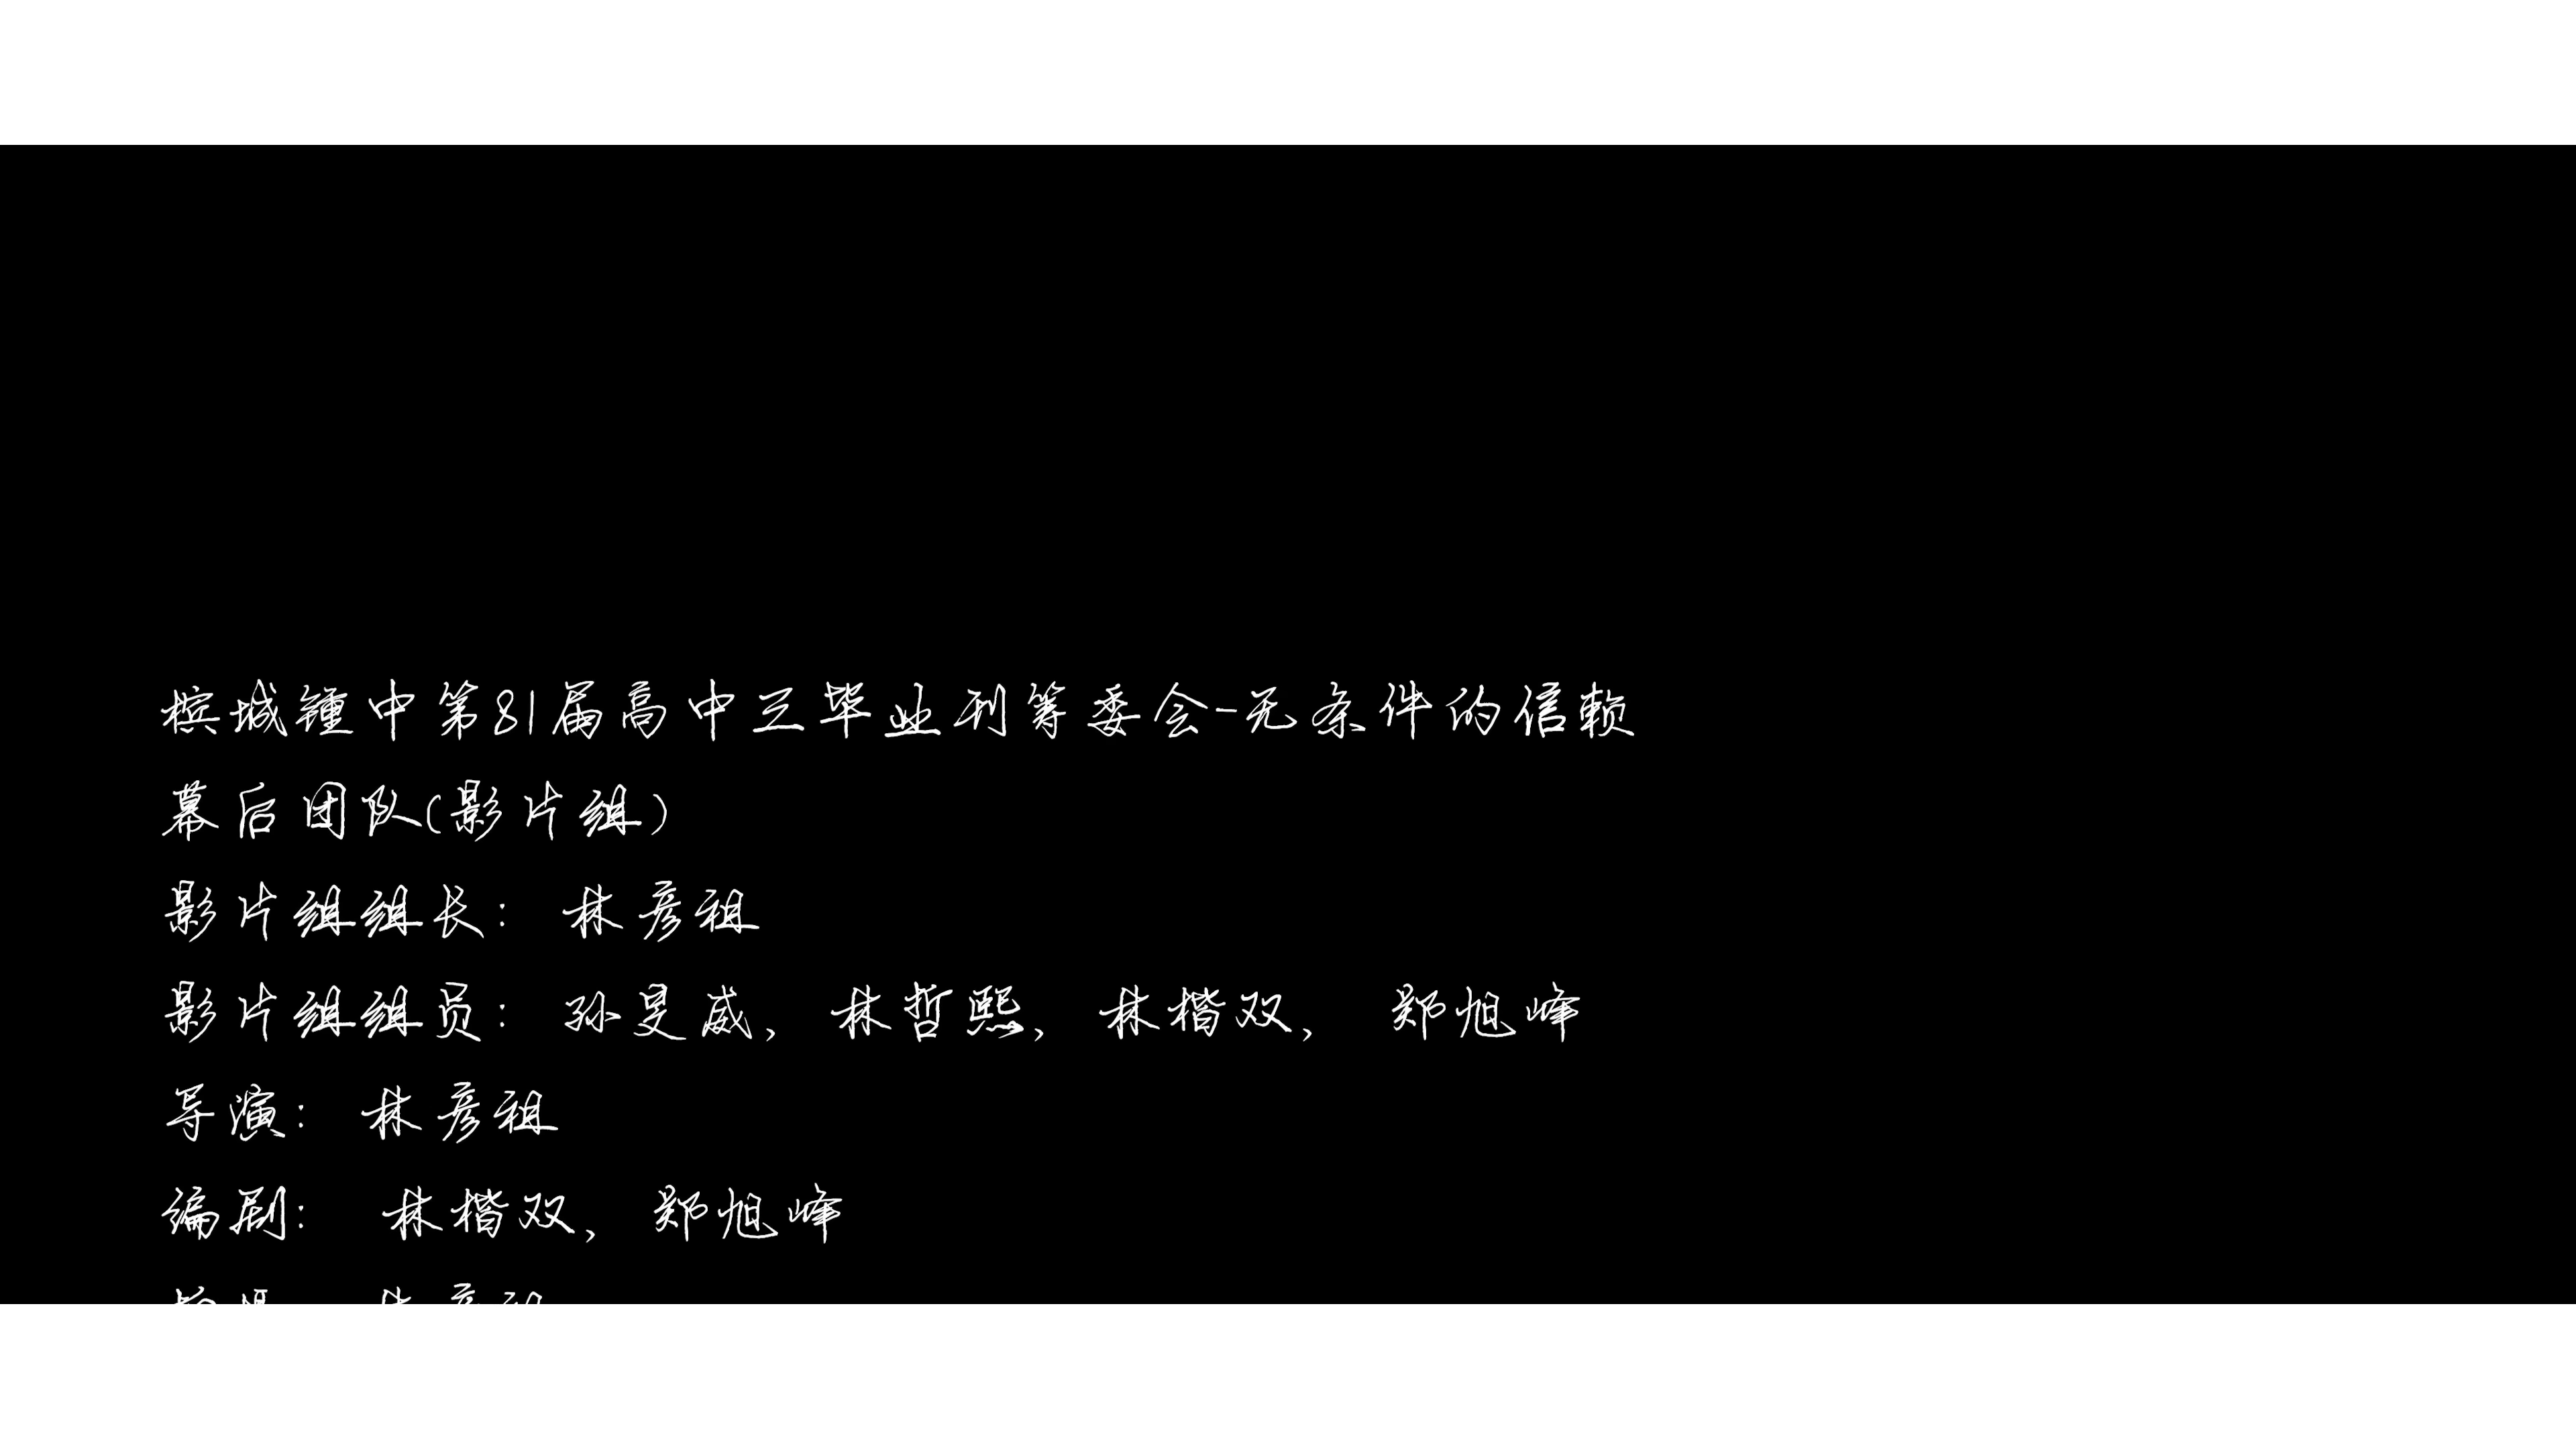 槟城锺中第81届高中三毕业刊筹委会-无条件的信赖
幕后团队(影片组)
影片组组长： 林彦祖
影片组组员： 孙旻威， 林哲熙， 林楷双， 郑旭峰
导演： 林彦祖
编剧： 林楷双， 郑旭峰